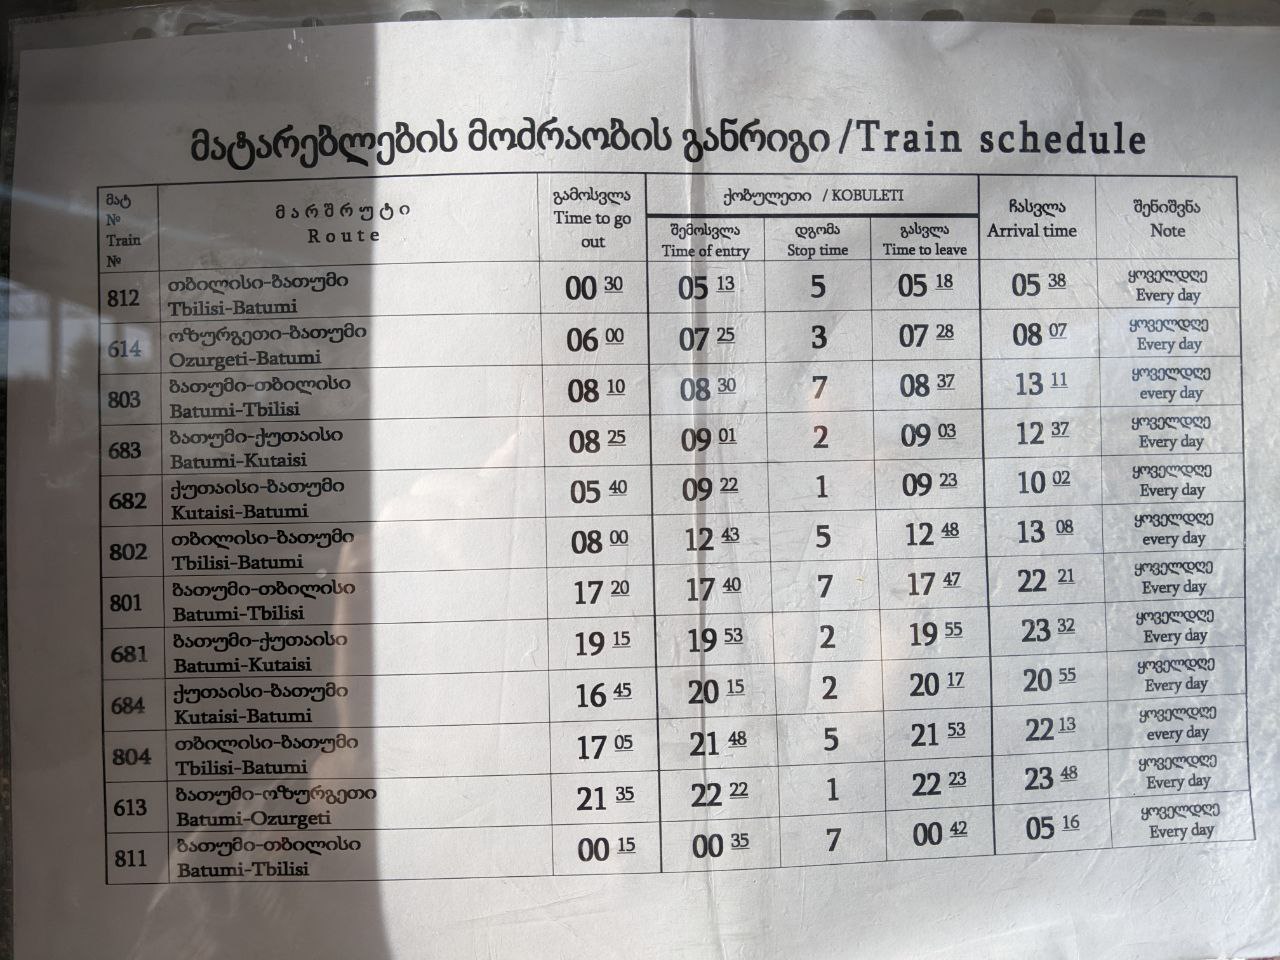 მატარებლების მოძრაობის განრიგი /Train schedule
მატ № Train № | მარშრუტი Route | გამოსვლა Time to go out | ქობულეთი / KOBULETI | ჩასვლა Arrival time | შენიშვნა Note
შემოსვლა Time of entry | დგომა Stop time | გასვლა Time to leave
812 | თბილისი-ბათუმი Tbilisi-Batumi | 00 30 | 05 13 | 5 | 05 18 | 05 38 | ყოველდღე Every day
614 | ოზურგეთი-ბათუმი Ozurgeti-Batumi | 06 00 | 07 25 | 3 | 07 28 | 08 07 | ყოველდღე Every day
803 | ბათუმი-თბილისი Batumi-Tbilisi | 08 10 | 08 30 | 7 | 08 37 | 13 11 | ყოველდღე every day
683 | ბათუმი-ქუთაისი Batumi-Kutaisi | 08 25 | 09 01 | 2 | 09 03 | 12 37 | ყოველდღე Every day
682 | ქუთაისი-ბათუმი Kutaisi-Batumi | 05 40 | 09 22 | 1 | 09 23 | 10 02 | ყოველდღე Every day
802 | თბილისი-ბათუმი Tbilisi-Batumi | 08 00 | 12 43 | 5 | 12 48 | 13 08 | ყოველდღე every day
801 | ბათუმი-თბილისი Batumi-Tbilisi | 17 20 | 17 40 | 7 | 17 47 | 22 21 | ყოველდღე Every day
681 | ბათუმი-ქუთაისი Batumi-Kutaisi | 19 15 | 19 53 | 2 | 19 55 | 23 32 | ყოველდღე Every day
684 | ქუთაისი-ბათუმი Kutaisi-Batumi | 16 45 | 20 15 | 2 | 20 17 | 20 55 | ყოველდღე Every day
804 | თბილისი-ბათუმი Tbilisi-Batumi | 17 05 | 21 48 | 5 | 21 53 | 22 13 | ყოველდღე every day
613 | ბათუმი-ოზურგეთი Batumi-Ozurgeti | 21 35 | 22 22 | 1 | 22 23 | 23 48 | ყოველდღე Every day
811 | ბათუმი-თბილისი Batumi-Tbilisi | 00 15 | 00 35 | 7 | 00 42 | 05 16 | ყოველდღე Every day